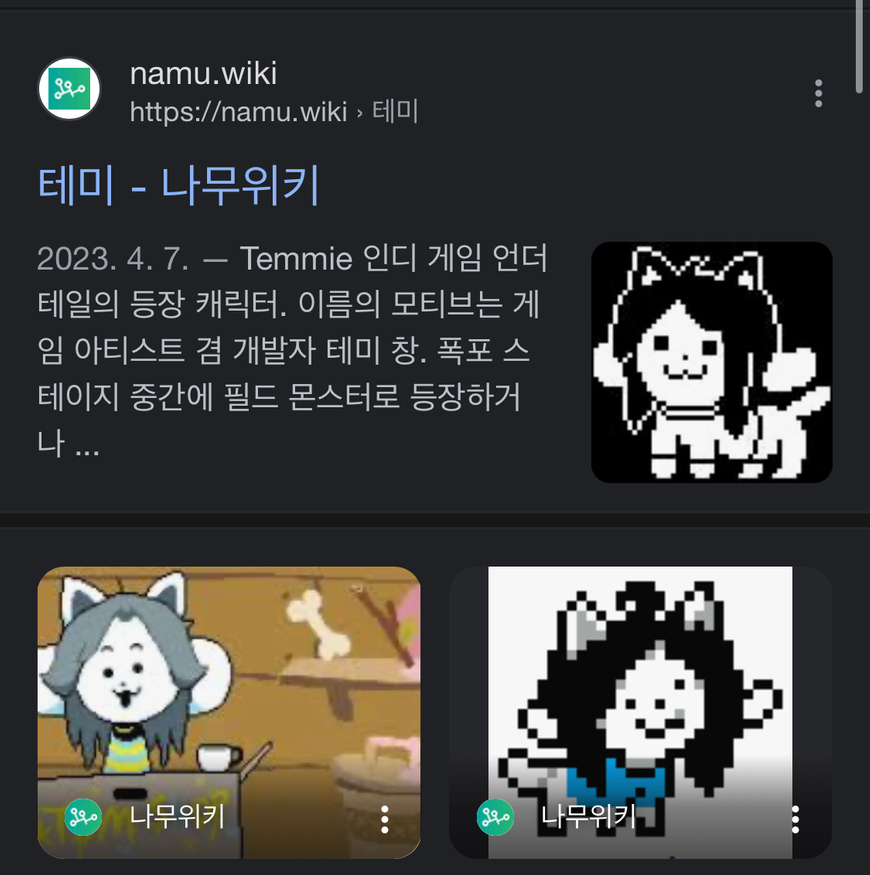 namu.wiki
https://namu.wiki › 테미
테미 - 나무위키
2023. 4. 7. — Temmie 인디 게임 언더
테일의 등장 캐릭터. 이름의 모티브는 게
임 아티스트 겸 개발자 테미 창. 폭포 스
테이지 중간에 필드 몬스터로 등장하거
나 ...
나무위키
나무위키